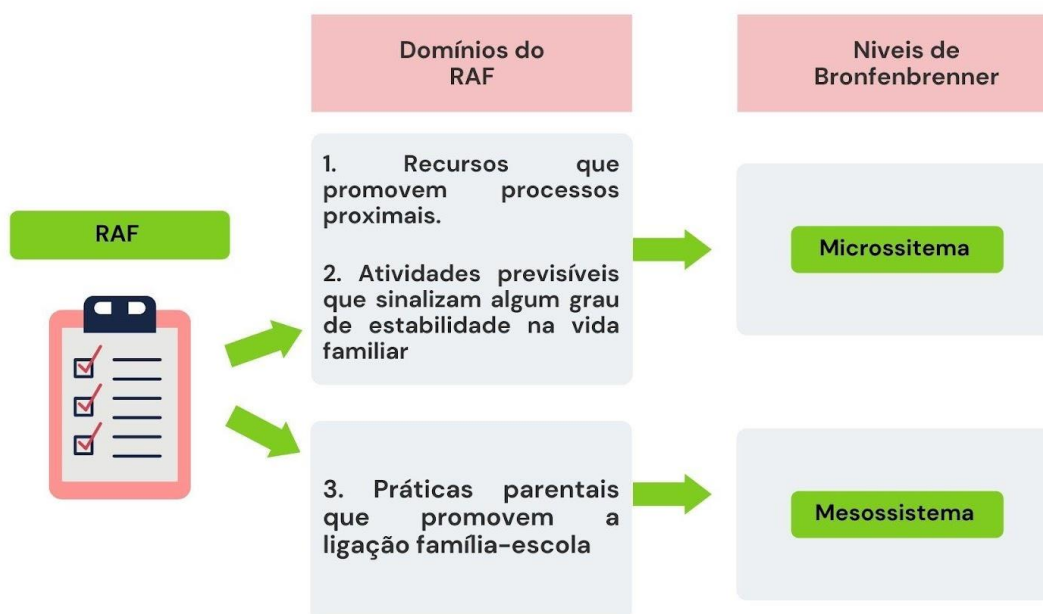 Domínios do
RAF
Niveis de
Bronfenbrenner
RAF
1. Recursos que
promovem processos
proximais.
2. Atividades previsíveis
que sinalizam algum grau
de estabilidade na vida
familiar
Microssitema
3. Práticas parentais
que promovem a
ligação família-escola
Mesossistema